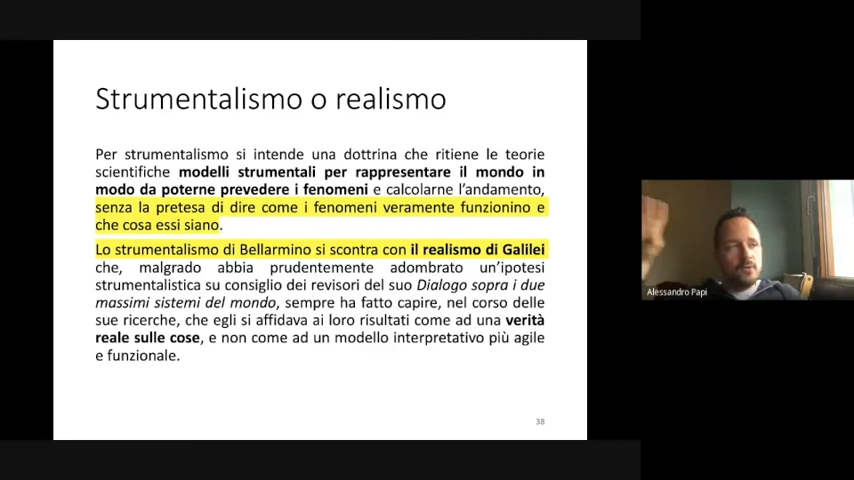 Strumentalismo o realismo
Per strumentalismo si intende una dottrina che ritiene le teorie
scientifiche modelli strumentali per rappresentare il mondo in
modo da poterne prevedere i fenomeni e calcolarne l'andamento,
senza la pretesa di dire come i fenomeni veramente funzionino e
che cosa essi siano.
Lo strumentalismo di Bellarmino si scontra con il realismo di Galilei
che, malgrado abbia prudentemente adombrato un'ipotesi
strumentalistica su consiglio dei revisori del suo Dialogo sopra i due
massimi sistemi del mondo, sempre ha fatto capire, nel corso delle
sue ricerche, che egli si affidava ai loro risultati come ad una verità
reale sulle cose, e non come ad un modello interpretativo più agile
e funzionale.
38
Alessandro Papi